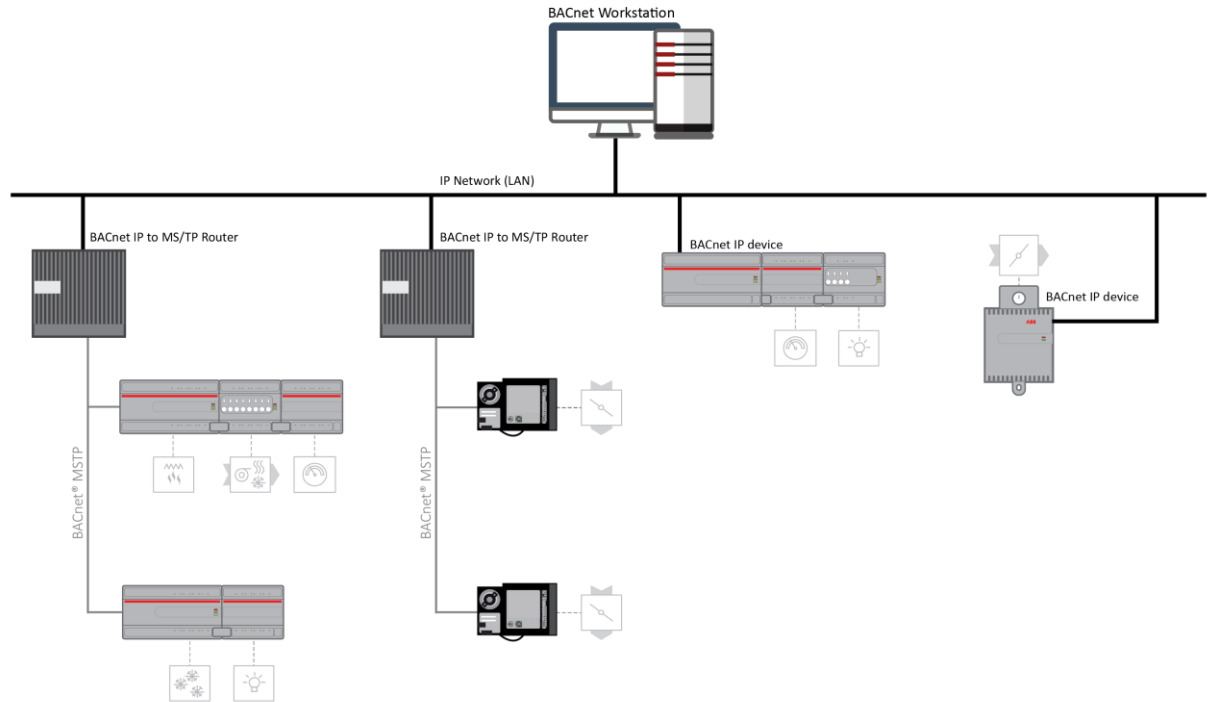 BACnet Workstation
IP Network (LAN)
BACnet IP to MS/TP Router
BACnet IP to MS/TP Router
BACnet IP device
BACnet IP device
ABB
BACnet® MSTP
BACnet® MSTP